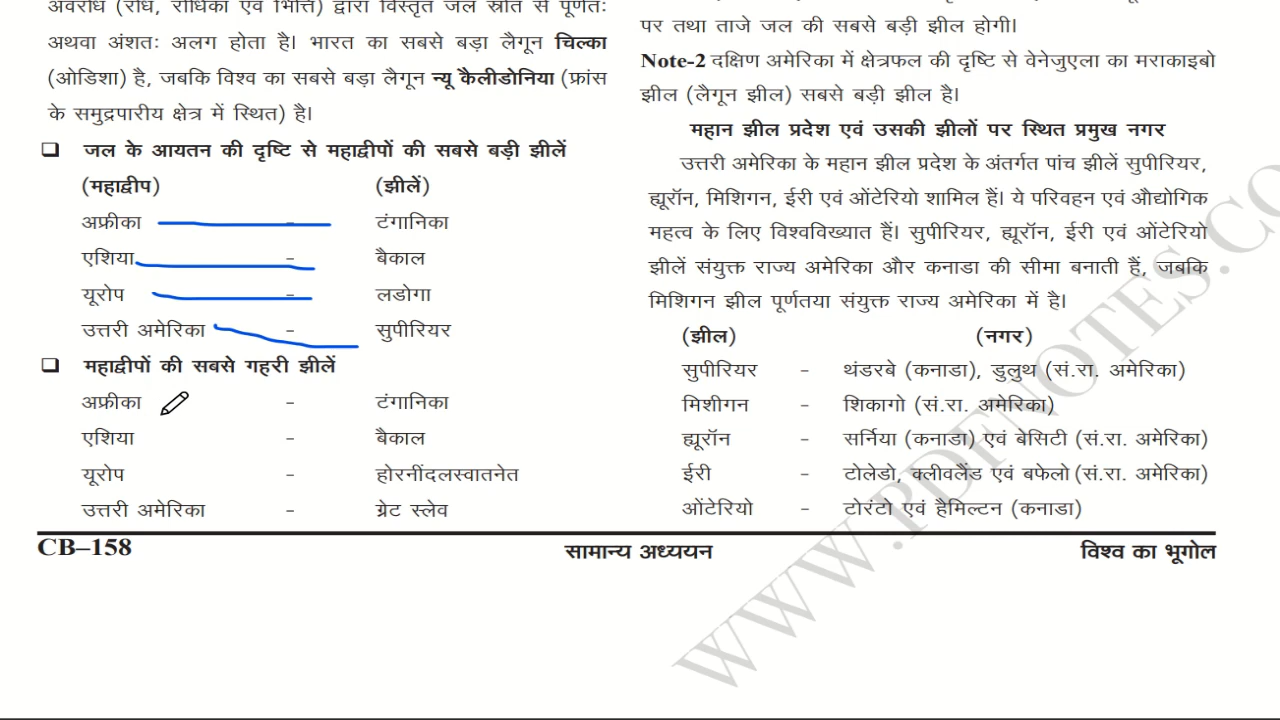 अवरोध (रोध, रोधिका एवं भित्ति) द्वारा विस्तृत जल स्रोत से पूर्णतः
अथवा अंशतः अलग होता है। भारत का सबसे बड़ा लैगून चिल्का
(ओडिशा) है, जबकि विश्व का सबसे बड़ा लैगून न्यू कैलीडोनिया (फ्रांस
के समुद्रपारीय क्षेत्र में स्थित) है।
❑ जल के आयतन की दृष्टि से महाद्वीपों की सबसे बड़ी झीलें
(महाद्वीप) (झीलें)
अफ्रीका - टंगानिका
एशिया - बैकाल
यूरोप - लडोगा
उत्तरी अमेरिका - सुपीरियर
❑ महाद्वीपों की सबसे गहरी झीलें
अफ्रीका - टंगानिका
एशिया - बैकाल
यूरोप - होरनींदलस्वातनेत
उत्तरी अमेरिका - ग्रेट स्लेव
पर तथा ताजे जल की सबसे बड़ी झील होगी।
Note-2 दक्षिण अमेरिका में क्षेत्रफल की दृष्टि से वेनेजुएला का मराकाइबो
झील (लैगून झील) सबसे बड़ी झील है।
महान झील प्रदेश एवं उसकी झीलों पर स्थित प्रमुख नगर
उत्तरी अमेरिका के महान झील प्रदेश के अंतर्गत पांच झीलें सुपीरियर,
ह्यूरॉन, मिशिगन, ईरी एवं ओंटेरियो शामिल हैं। ये परिवहन एवं औद्योगिक
महत्व के लिए विश्वविख्यात हैं। सुपीरियर, ह्यूरॉन, ईरी एवं ओंटेरियो
झीलें संयुक्त राज्य अमेरिका और कनाडा की सीमा बनाती हैं, जबकि
मिशिगन झील पूर्णतया संयुक्त राज्य अमेरिका में है।
(झील) (नगर)
सुपीरियर - थंडरबे (कनाडा), डुलुथ (सं.रा. अमेरिका)
मिशीगन - शिकागो (सं.रा. अमेरिका)
ह्यूरॉन - सर्निया (कनाडा) एवं बेसिटी (सं.रा. अमेरिका)
ईरी - टोलेडो, क्लीवलैंड एवं बफेलो (सं.रा. अमेरिका)
ओंटेरियो - टोरंटो एवं हैमिल्टन (कनाडा)
CB–158 सामान्य अध्ययन विश्व का भूगोल
WWW.PDFNOTES.CO